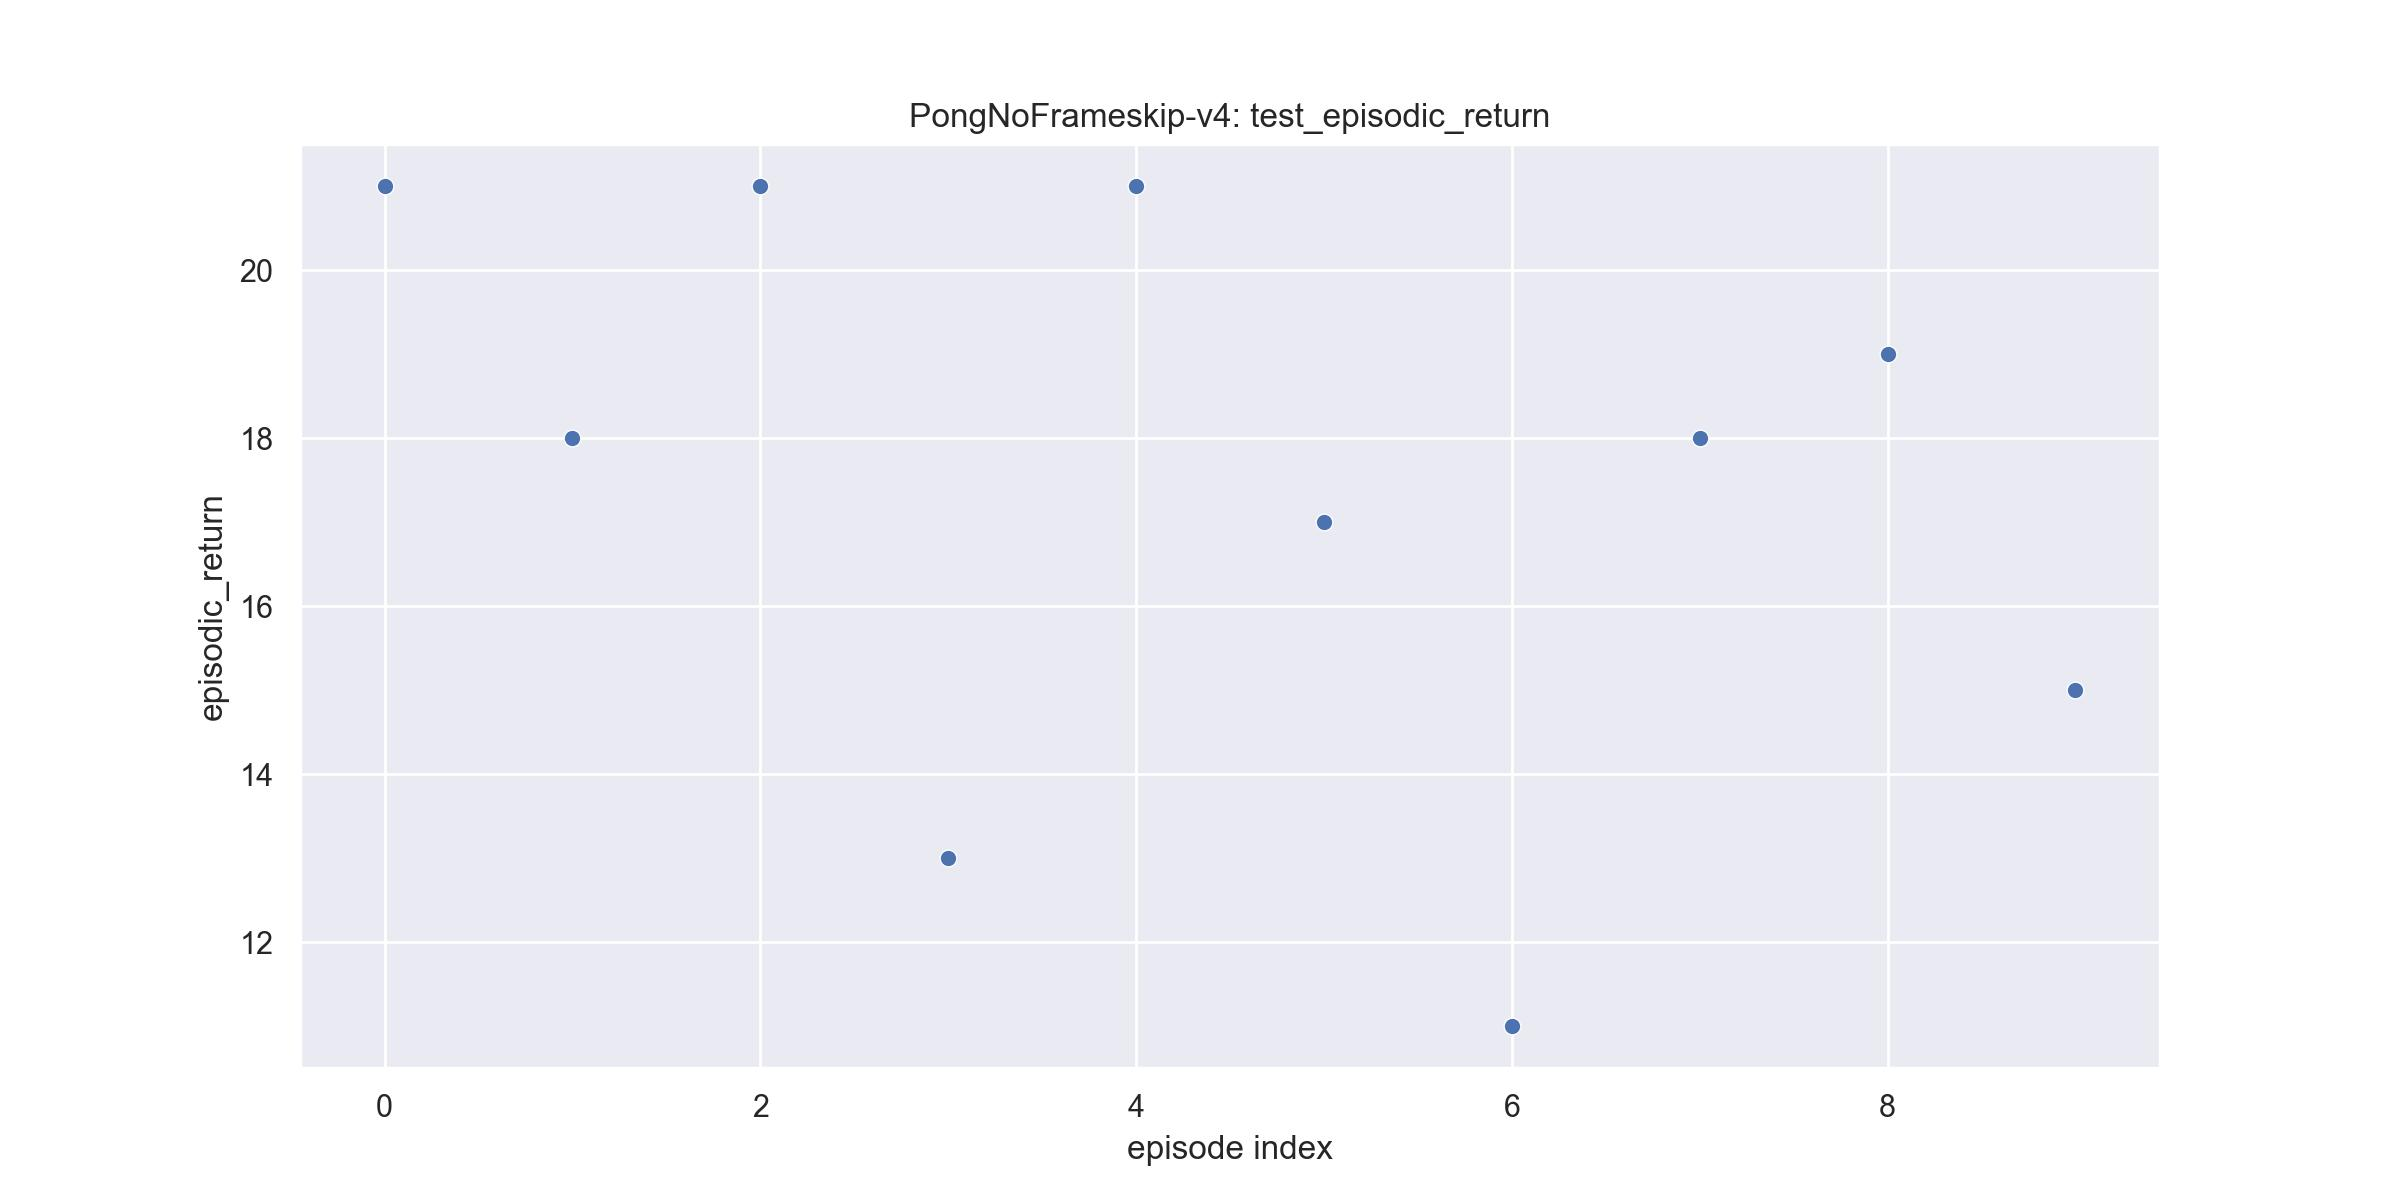 PongNoFrameskip-v4: test_episodic_return
episodic_return
20
18
16
14
12
0 2 4 6 8
episode index